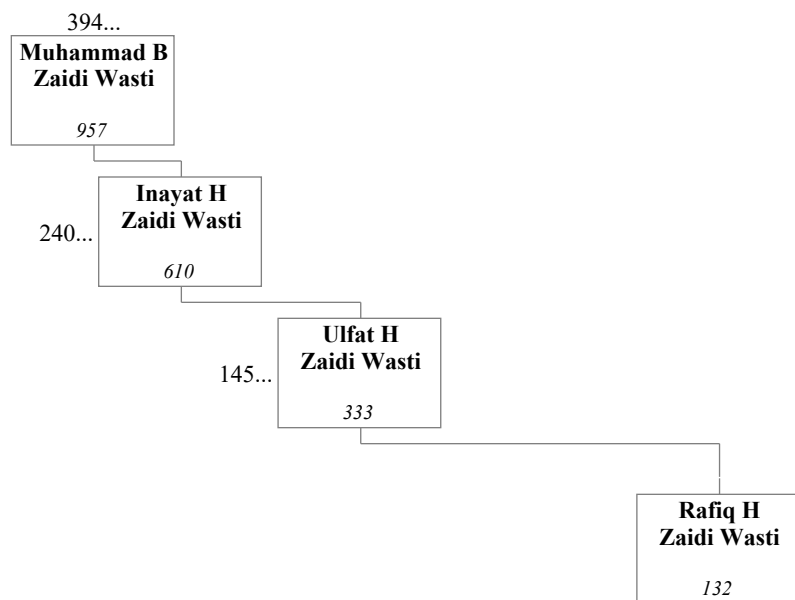 394...
Muhammad B
Zaidi Wasti
957
Inayat H
Zaidi Wasti
240...
610
Ulfat H
Zaidi Wasti
145...
333
Rafiq H
Zaidi Wasti
132